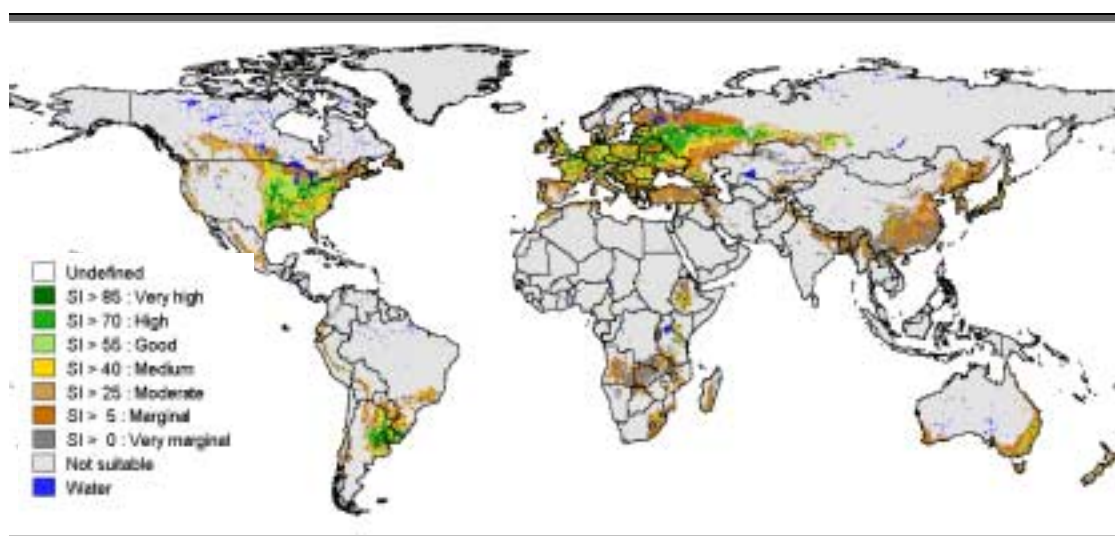 Undefined
SI > 85 : Very high
SI > 70 : High
SI > 55 : Good
SI > 40 : Medium
SI > 25 : Moderate
SI > 5 : Marginal
SI > 0 : Very marginal
Not suitable
Water